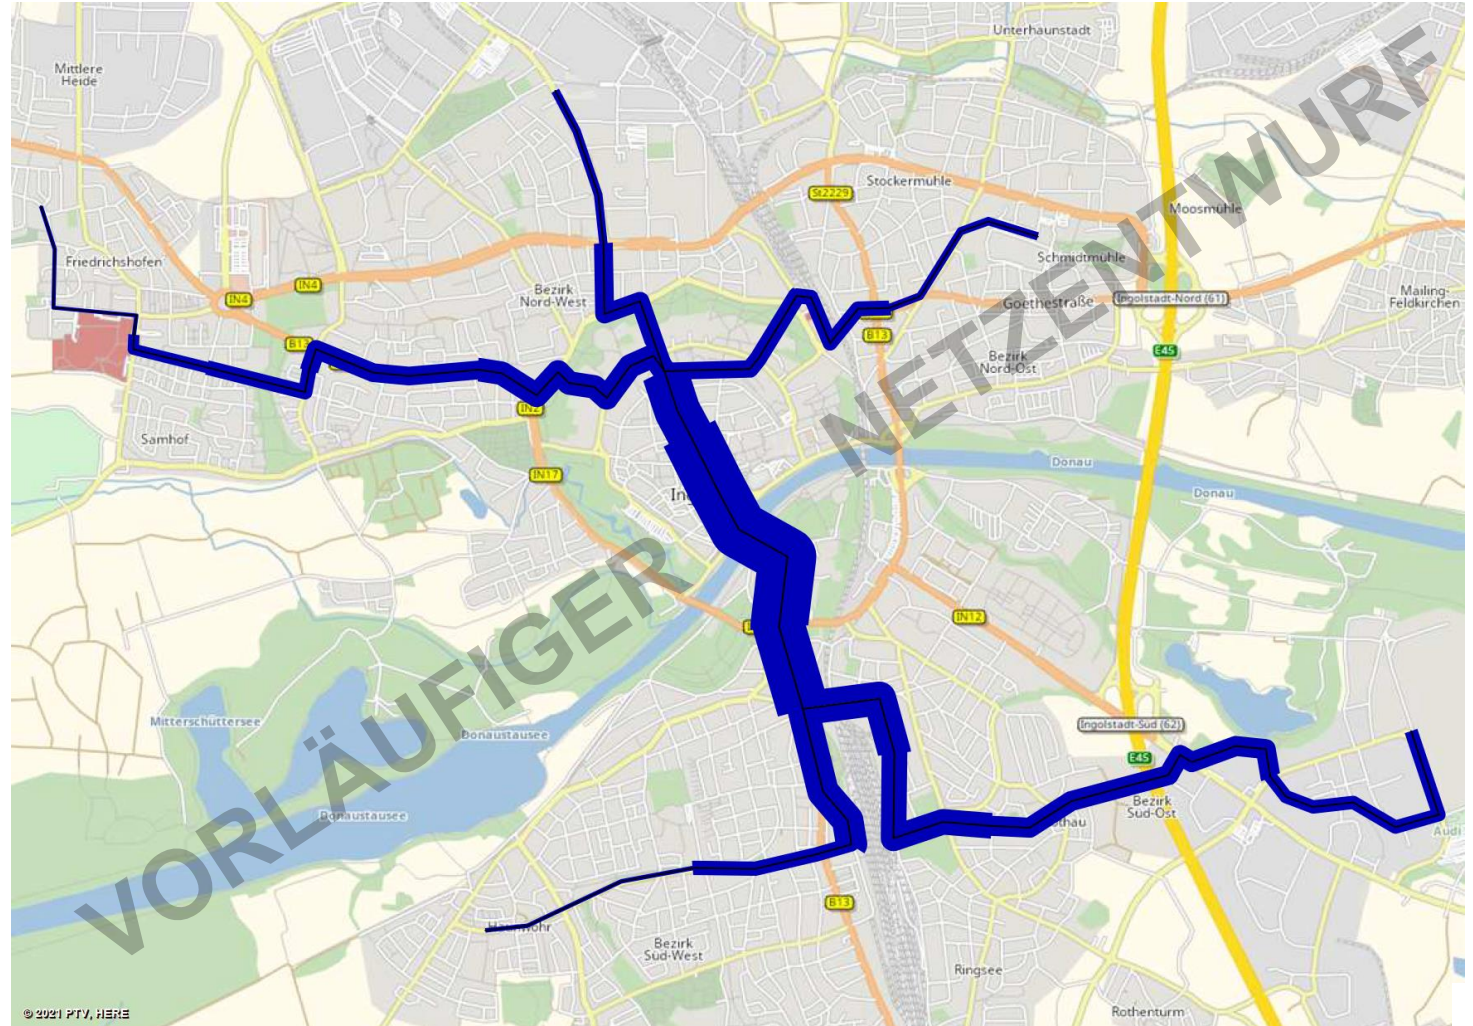 Unterhaunstadt
Mittlere
Heide
Stockermühle
St2229
Moosmühle
Friedrichshofen
Schmidtmühle
IN4
IN4
Bezirk
Nord-West
Goethestraße
Ingolstadt-Nord (61)
Mailing-
Feldkirchen
B13
B13
E45
Bezirk
Nord-Ost
IN2
Samhof
Donau
IN17
Donau
In
IN12
VORLÄUFIGER NETZENTWURF
Mitterschüttersee
Donaustausee
Ingolstadt-Süd (62)
E45
Bezirk
Süd-Ost
Donaustausee
thau
Audi
B13
Bezirk
Süd-West
Ringsee
Rothenturm
© 2021 PTV, HERE